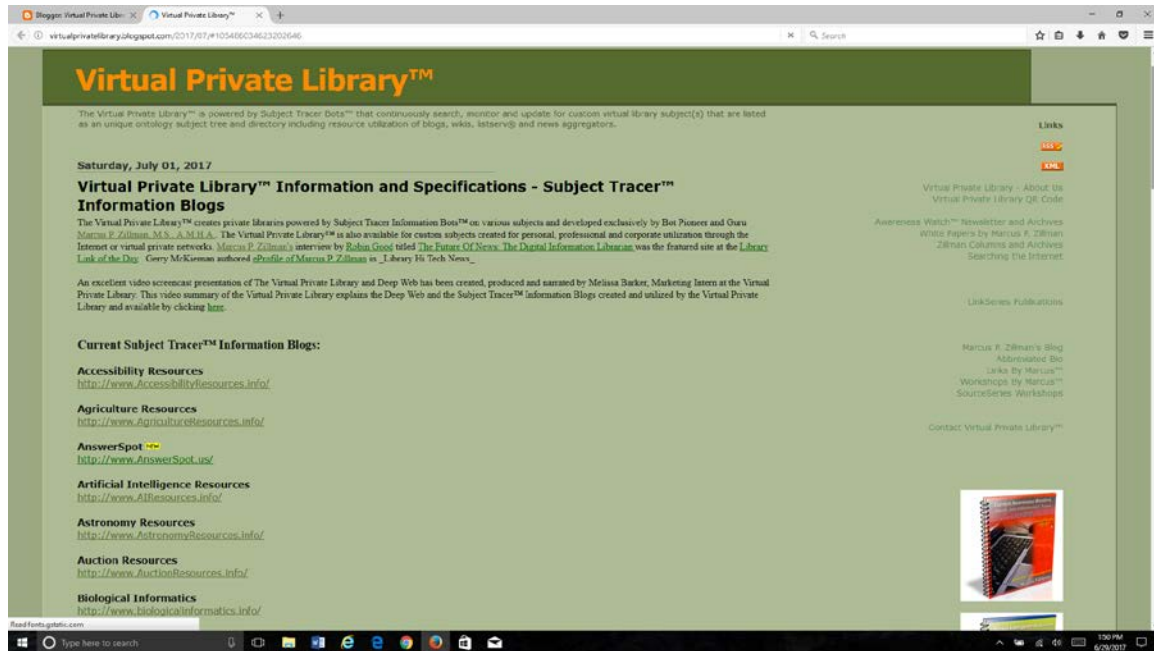 Blogger: Virtual Private Libr
Virtual Private Library™
virtualprivatelibrary.blogspot.com/2017/07/#105486034623202646
Search
Virtual Private Library™
The Virtual Private Library™ is powered by Subject Tracer Bots™ that continuously search, monitor and update for custom virtual library subject(s) that are listed
as an unique ontology subject tree and directory including resource utilization of blogs, wikis, listserv® and news aggregators.
Saturday, July 01, 2017
Virtual Private Library™ Information and Specifications - Subject Tracer™
Information Blogs
The Virtual Private Library™ creates private libraries powered by Subject Tracer Information Bots™ on various subjects and developed exclusively by Bot Pioneer and Guru
Marcus P. Zillman, M.S., A.M.H.A.. The Virtual Private Library™ is also available for custom subjects created for personal, professional and corporate utilization through the
Internet or virtual private networks. Marcus P. Zillman's interview by Robin Good titled The Future Of News: The Digital Information Librarian was the featured site at the Library
Link of the Day. Gerry McKiernan authored eProfile of Marcus P. Zillman in _Library Hi Tech News_
An excellent video screencast presentation of The Virtual Private Library and Deep Web has been created, produced and narrated by Melissa Barker, Marketing Intern at the Virtual
Private Library. This video summary of the Virtual Private Library explains the Deep Web and the Subject Tracer™ Information Blogs created and utilized by the Virtual Private
Library and available by clicking here.
Current Subject Tracer™ Information Blogs:
Accessibility Resources
http://www.AccessibilityResources.info/
Agriculture Resources
http://www.AgricultureResources.info/
AnswerSpot NEW
http://www.AnswerSpot.us/
Artificial Intelligence Resources
http://www.AIResources.info/
Astronomy Resources
http://www.AstronomyResources.info/
Auction Resources
http://www.AuctionResources.info/
Biological Informatics
http://www.biologicalinformatics.info/
Links
RSS
XML
Virtual Private Library - About Us
Virtual Private Library QR Code
Awareness Watch™ Newsletter and Archives
White Papers by Marcus P. Zillman
Zillman Columns and Archives
Searching the Internet
LinkSeries Publications
Marcus P. Zillman's Blog
Abbreviated Bio
Links By Marcus™
Workshops By Marcus™
SourceSeries Workshops
Contact Virtual Private Library™
Read fonts.gstatic.com
Type here to search
1:50 PM
6/29/2017